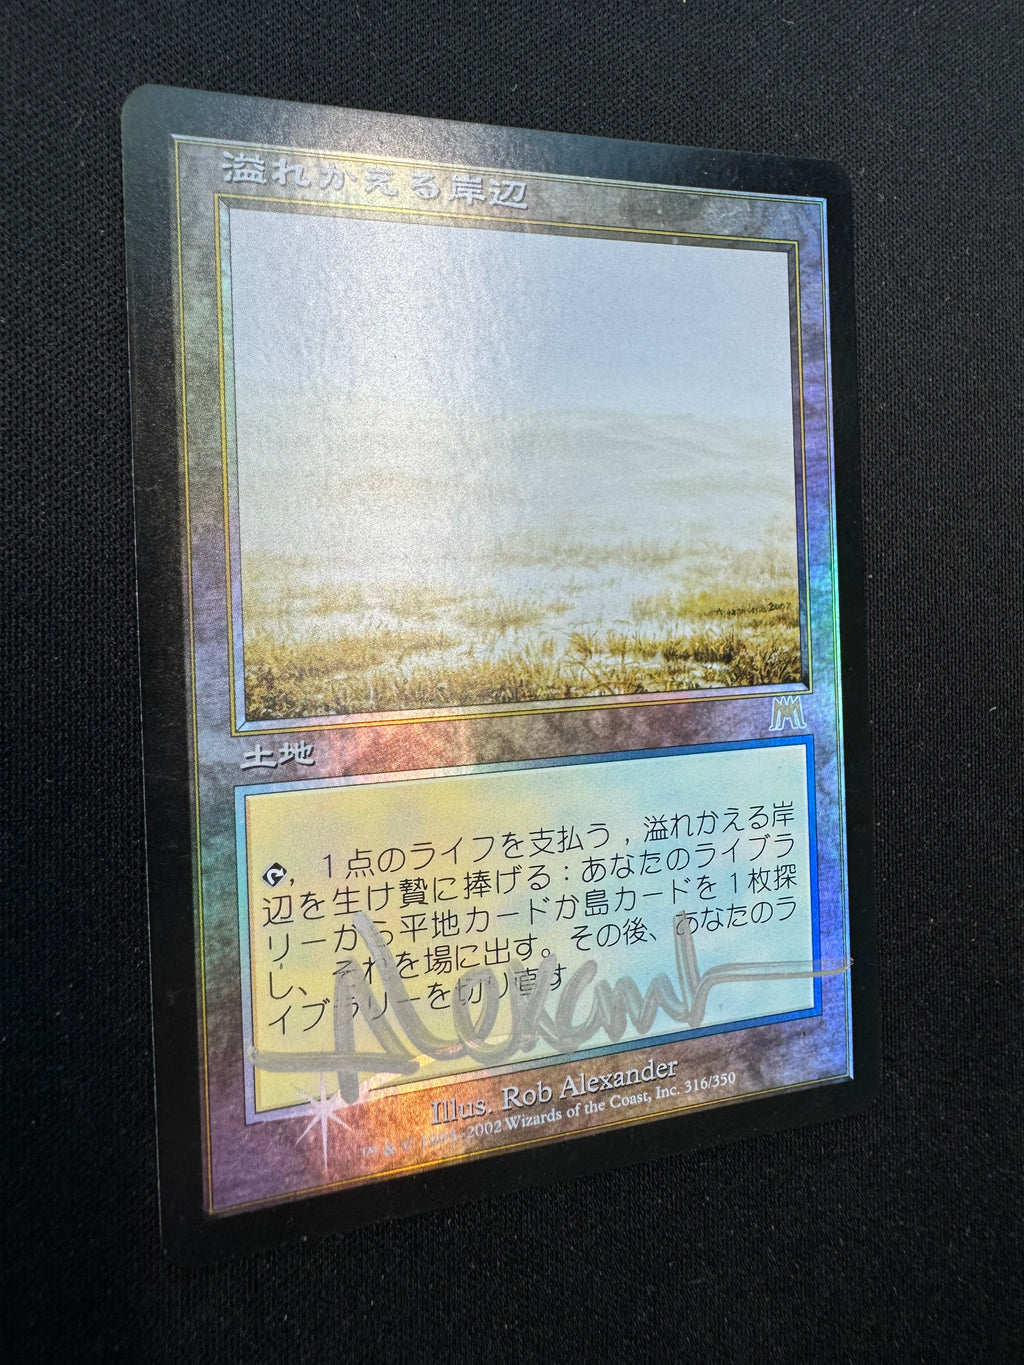 溢れかえる岸辺
土地
, 1点のライフを支払う , 溢れかえる岸
辺を生け贄に捧げる : あなたのライブラ
リーから平地カードか島カードを1枚探
し、それを場に出す。その後、あなたのラ
イブラリーを切り直す
Alexander
Illus. Rob Alexander
™ & © 1993-2002 Wizards of the Coast, Inc. 316/350